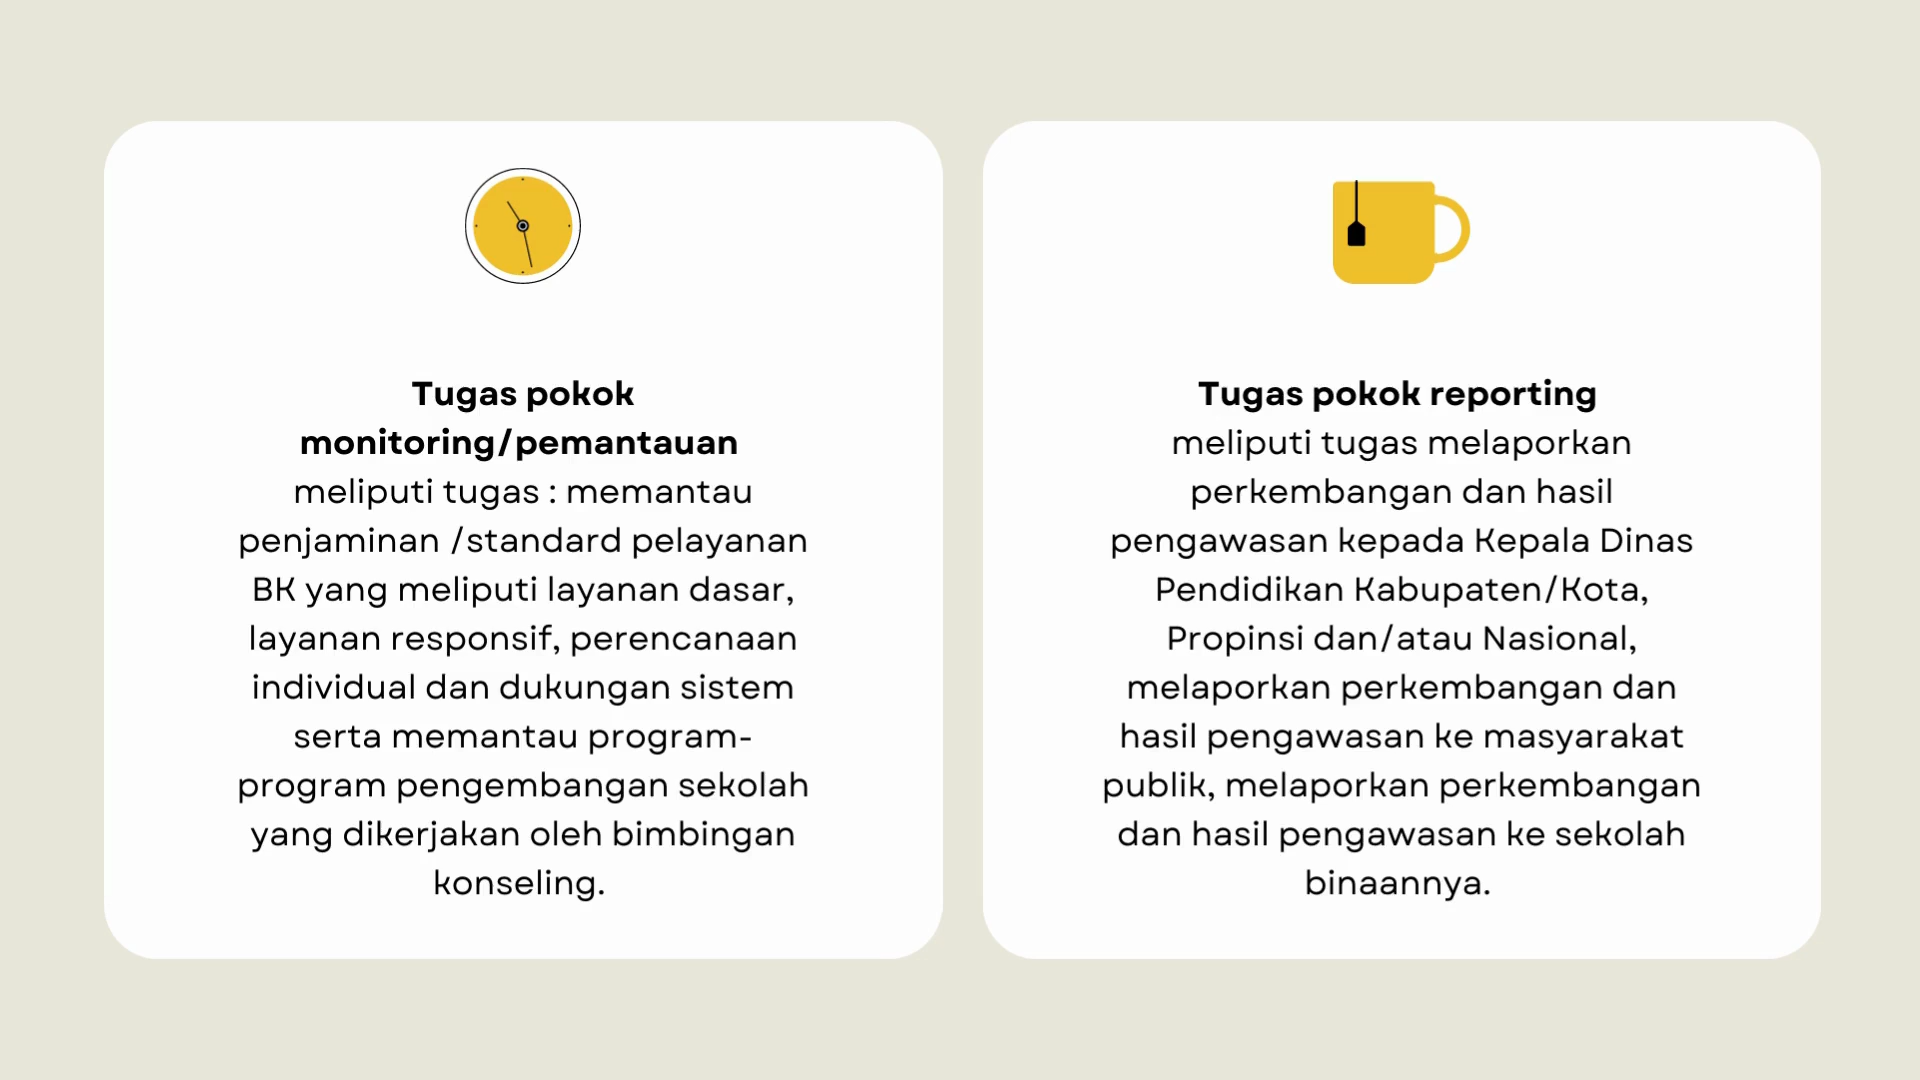 Tugas pokok
monitoring/pemantauan
meliputi tugas : memantau
penjaminan /standard pelayanan
BK yang meliputi layanan dasar,
layanan responsif, perencanaan
individual dan dukungan sistem
serta memantau program-
program pengembangan sekolah
yang dikerjakan oleh bimbingan
konseling.
Tugas pokok reporting
meliputi tugas melaporkan
perkembangan dan hasil
pengawasan kepada Kepala Dinas
Pendidikan Kabupaten/Kota,
Propinsi dan/atau Nasional,
melaporkan perkembangan dan
hasil pengawasan ke masyarakat
publik, melaporkan perkembangan
dan hasil pengawasan ke sekolah
binaannya.